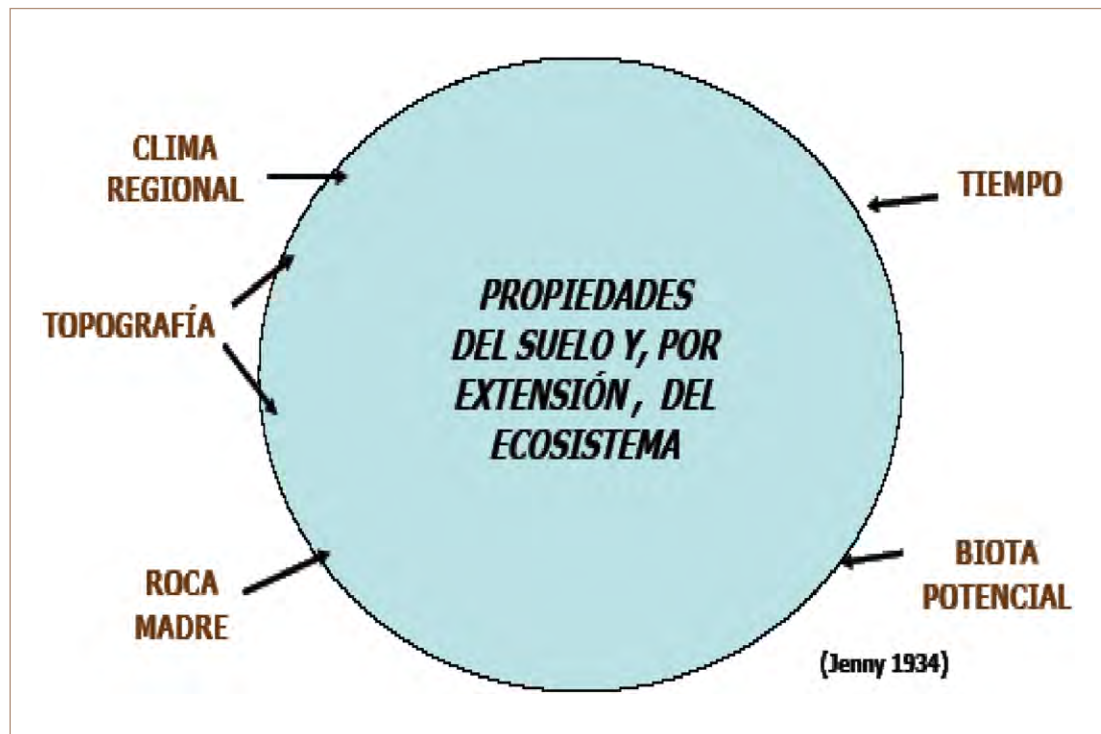 CLIMA
REGIONAL
TIEMPO
TOPOGRAFÍA
PROPIEDADES
DEL SUELO Y, POR
EXTENSIÓN , DEL
ECOSISTEMA
ROCA
MADRE
BIOTA
POTENCIAL
(Jenny 1934)